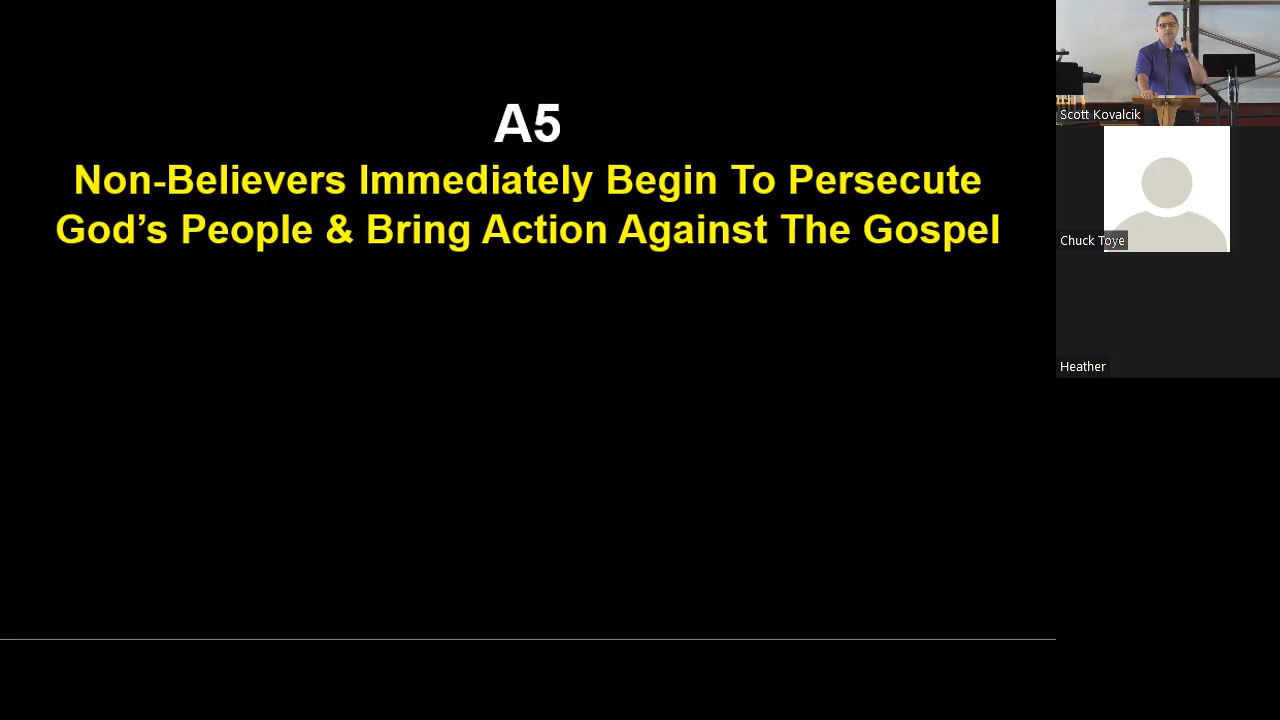 A5
Non-Believers Immediately Begin To Persecute
God’s People & Bring Action Against The Gospel
Scott Kovalcik
Chuck Toye
Heather